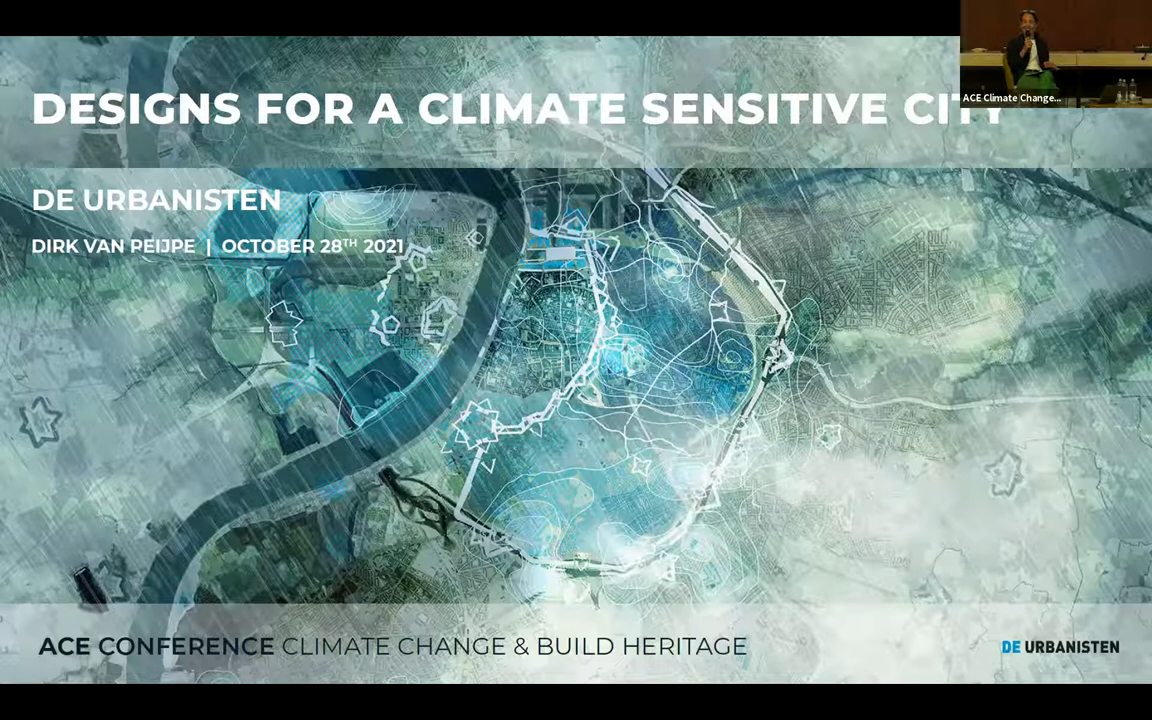 DESIGNS FOR A CLIMATE SENSITIVE CITY
ACE Climate Change...
DE URBANISTEN
DIRK VAN PEIJPE | OCTOBER 28TH 2021
ACE CONFERENCE CLIMATE CHANGE & BUILD HERITAGE
DE URBANISTEN